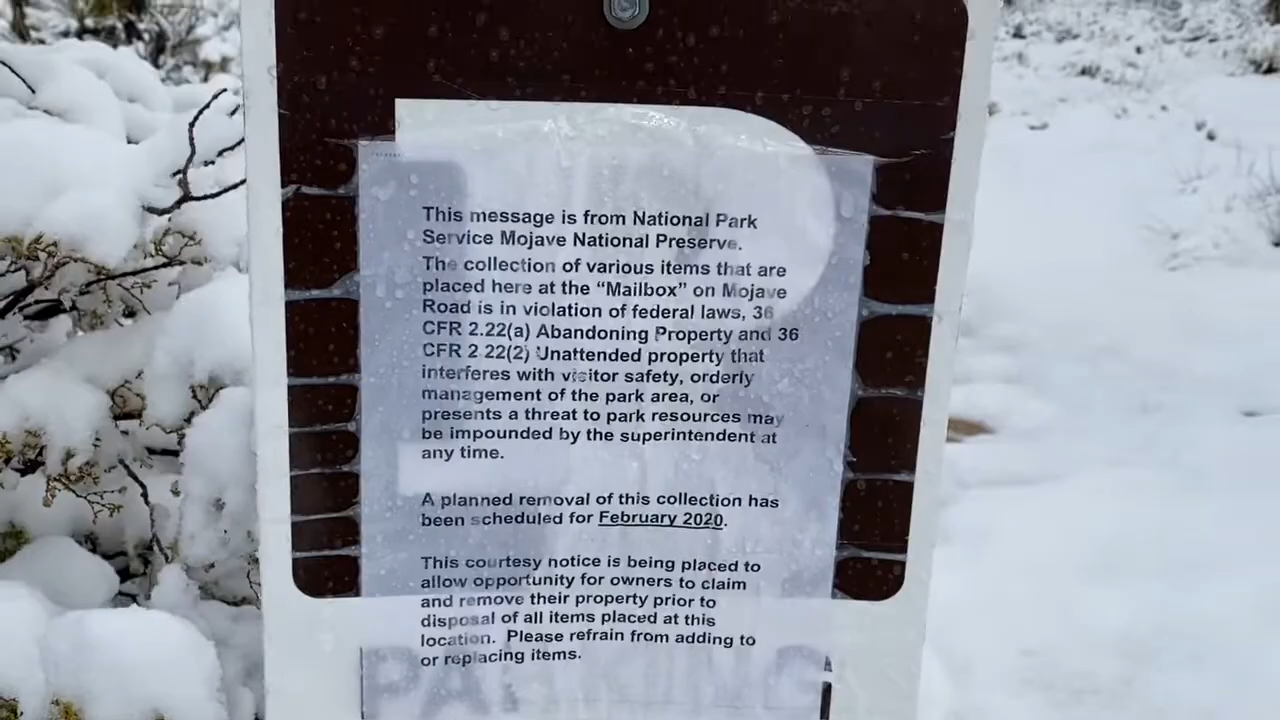 This message is from National Park
Service Mojave National Preserve.
The collection of various items that are
placed here at the “Mailbox” on Mojave
Road is in violation of federal laws, 36
CFR 2.22(a) Abandoning Property and 36
CFR 2 22(2) Unattended property that
interferes with visitor safety, orderly
management of the park area, or
presents a threat to park resources may
be impounded by the superintendent at
any time.
A planned removal of this collection has
been scheduled for February 2020.
This courtesy notice is being placed to
allow opportunity for owners to claim
and remove their property prior to
disposal of all items placed at this
location. Please refrain from adding to
or replacing items.
PARKING